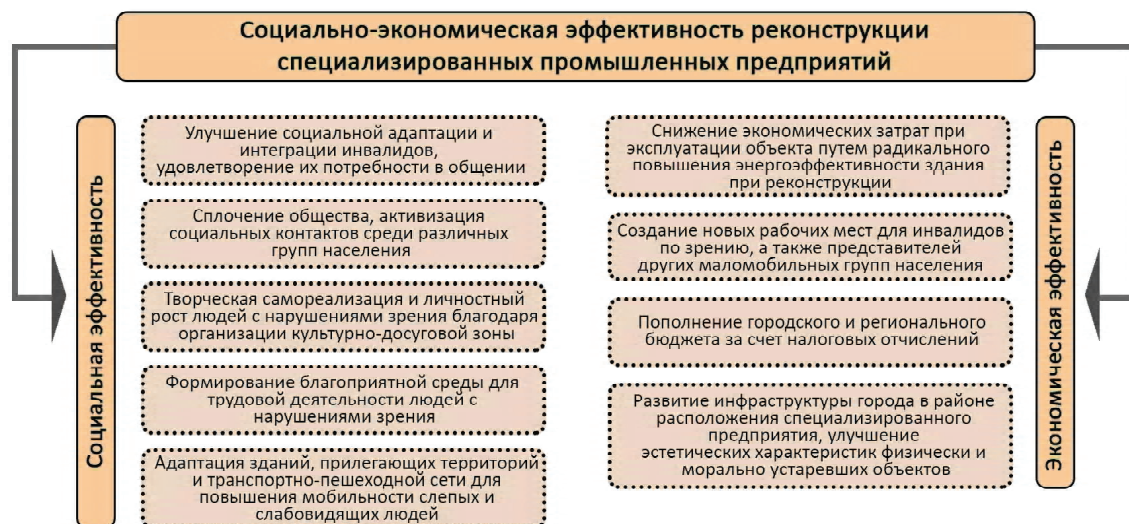 Социально-экономическая эффективность реконструкции
специализированных промышленных предприятий
Социальная эффективность
Улучшение социальной адаптации и
интеграции инвалидов,
удовлетворение их потребности в общении
Сплочение общества, активизация
социальных контактов среди различных
групп населения
Творческая самореализация и личностный
рост людей с нарушениями зрения благодаря
организации культурно-досуговой зоны
Формирование благоприятной среды для
трудовой деятельности людей с
нарушениями зрения
Адаптация зданий, прилегающих территорий
и транспортно-пешеходной сети для
повышения мобильности слепых и
слабовидящих людей
Снижение экономических затрат при
эксплуатации объекта путем радикального
повышения энергоэффективности здания
при реконструкции
Создание новых рабочих мест для инвалидов
по зрению, а также представителей
других маломобильных групп населения
Пополнение городского и регионального
бюджета за счет налоговых отчислений
Развитие инфраструктуры города в районе
расположения специализированного
предприятия, улучшение
эстетических характеристик физически и
морально устаревших объектов
Экономическая эффективность